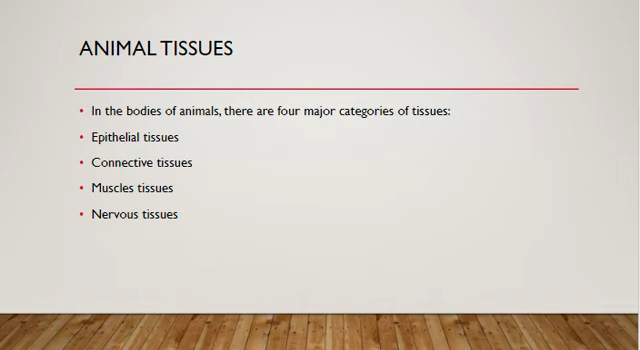 ANIMAL TISSUES
• In the bodies of animals, there are four major categories of tissues:
• Epithelial tissues
• Connective tissues
• Muscles tissues
• Nervous tissues